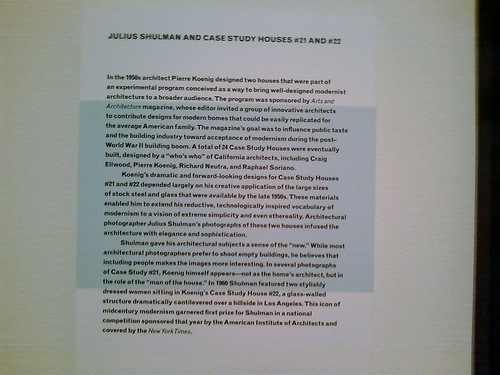 JULIUS SHULMAN AND CASE STUDY HOUSES #21 AND #22
In the 1950s architect Pierre Koenig designed two houses that were part of
an experimental program conceived as a way to bring well-designed modernist
architecture to a broader audience. The program was sponsored by Arts and
Architecture magazine, whose editor invited a group of innovative architects
to contribute designs for modern homes that could be easily replicated for
the average American family. The magazine's goal was to influence public taste
and the building industry toward acceptance of modernism during the post–
World War II building boom. A total of 24 Case Study Houses were eventually
built, designed by a "who's who" of California architects, including Craig
Ellwood, Pierre Koenig, Richard Neutra, and Raphael Soriano.
Koenig's dramatic and forward-looking designs for Case Study Houses
#21 and #22 depended largely on his creative application of the large sizes
of stock steel and glass that were available by the late 1950s. These materials
enabled him to extend his reductive, technologically inspired vocabulary of
modernism to a vision of extreme simplicity and even ethereality. Architectural
photographer Julius Shulman's photographs of these two houses infused the
architecture with elegance and sophistication.
Shulman gave his architectural subjects a sense of the "new." While most
architectural photographers prefer to shoot empty buildings, he believes that
including people makes the images more interesting. In several photographs
of Case Study #21, Koenig himself appears—not as the home's architect, but in
the role of the "man of the house." In 1960 Shulman featured two stylishly
dressed women sitting in Koenig's Case Study House #22, a glass-walled
structure dramatically cantilevered over a hillside in Los Angeles. This icon of
midcentury modernism garnered first prize for Shulman in a national
competition sponsored that year by the American Institute of Architects and
covered by the New York Times.